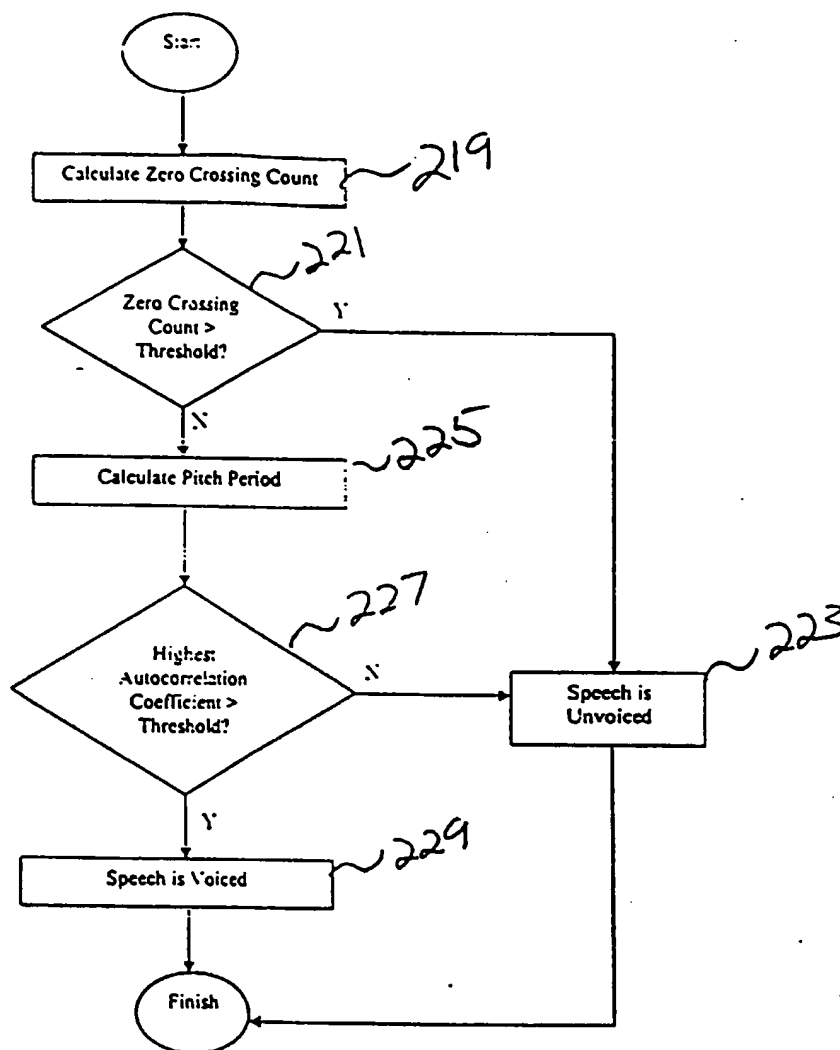 Start
Calculate Zero Crossing Count
219
221
Zero Crossing
Count >
Threshold?
Y
N
225
Calculate Pitch Period
227
Highest
Autocorrelation
Coefficient >
Threshold?
N
223
Speech is
Unvoiced
Y
229
Speech is Voiced
Finish